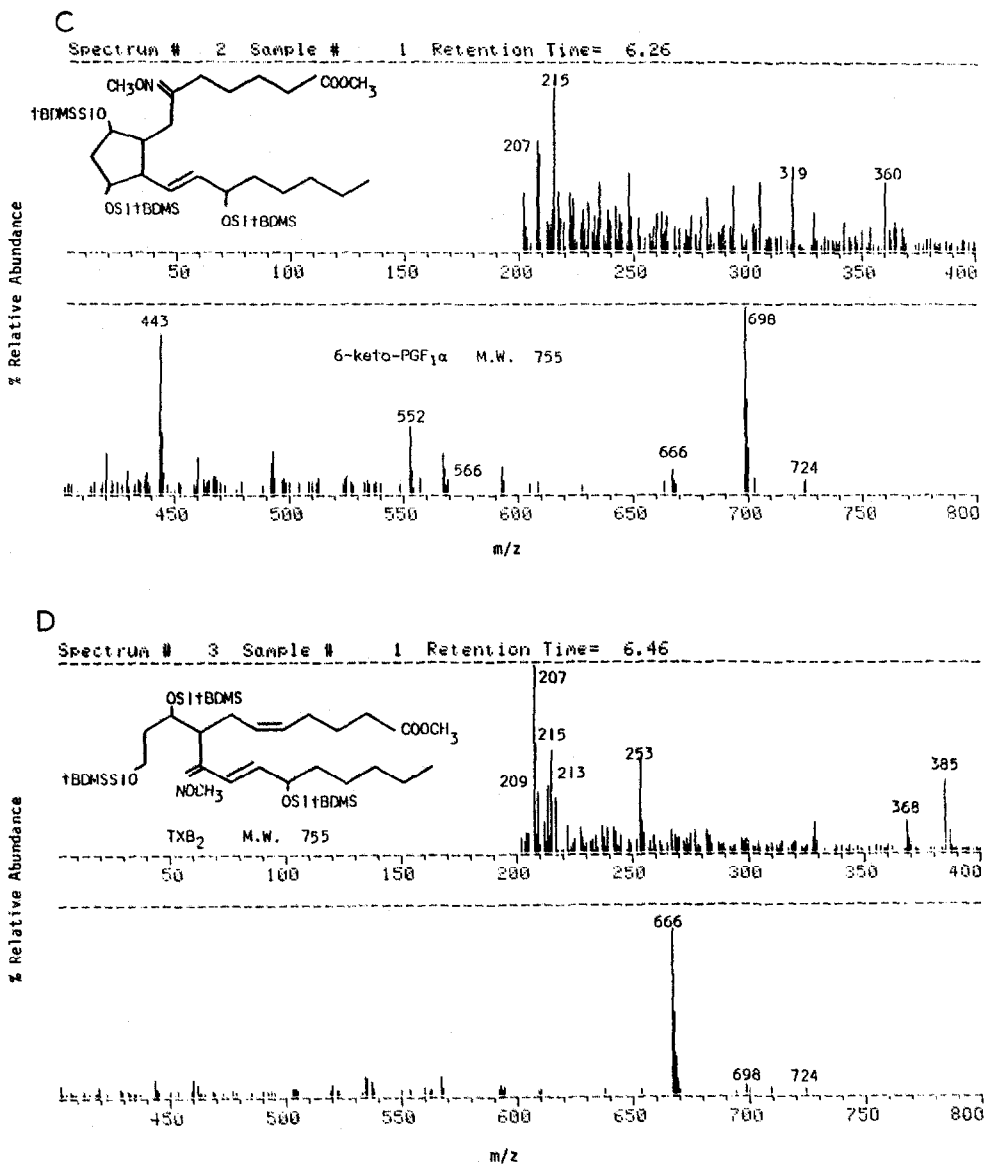 C
Spectrum # 2 Sample # 1 Retention Time= 6.26
CH₃ON
COOCH₃
tBDMSSIO
OSItBDMS
OSItBDMS
215
207
319
360
50 100 150 200 250 300 350 400
% Relative Abundance
443
698
6-keto-PGF₁α M.W. 755
552
566
666
724
450 500 550 600 650 700 750 800
m/z
D
Spectrum # 3 Sample # 1 Retention Time= 6.46
OSItBDMS
COOCH₃
tBDMSSIO
NOCH₃
OSItBDMS
TXB₂ M.W. 755
207
215
213
209
253
385
368
50 100 150 200 250 300 350 400
% Relative Abundance
666
698
724
450 500 550 600 650 700 750 800
m/z